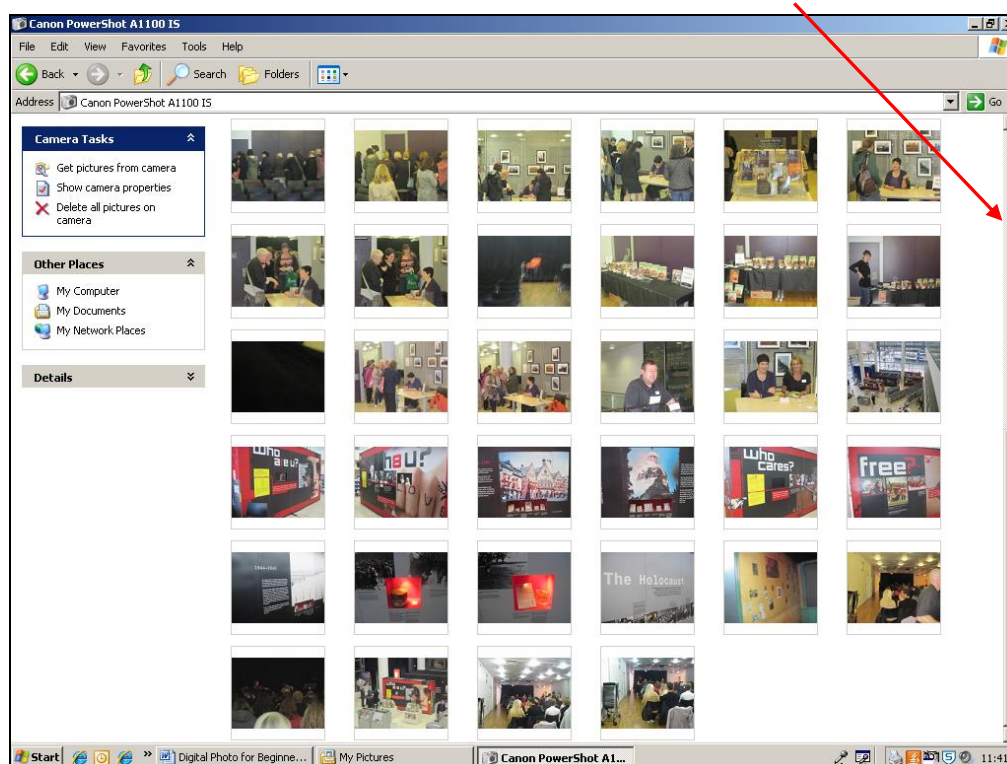 Canon PowerShot A1100 IS
File Edit View Favorites Tools Help
Back Search Folders
Address Canon PowerShot A1100 IS Go
Camera Tasks
Get pictures from camera
Show camera properties
Delete all pictures on
camera
Other Places
My Computer
My Documents
My Network Places
Details
who
are u?
who
cares?
free?
1944-1945
The Holocaust
Start Digital Photo for Beginne... My Pictures Canon PowerShot A1... 11:41